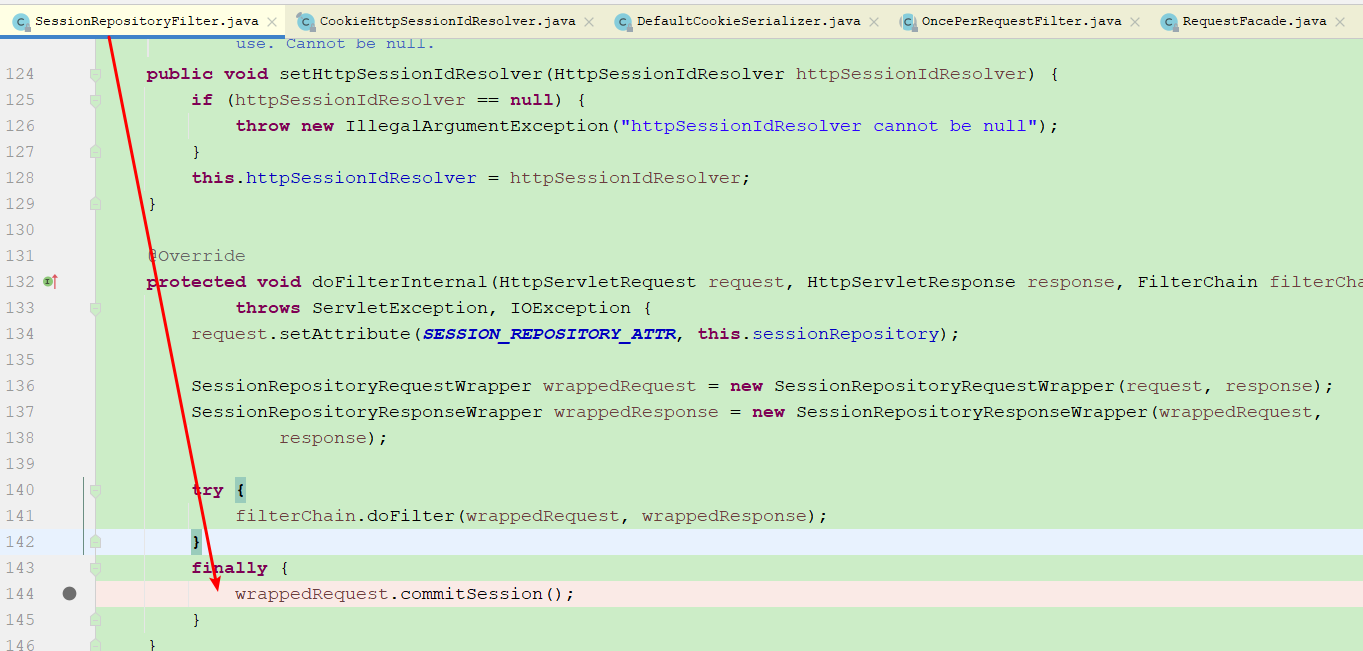 SessionRepositoryFilter.java CookieHttpSessionIdResolver.java DefaultCookieSerializer.java OncePerRequestFilter.java RequestFacade.java
use. Cannot be null.
124 public void setHttpSessionIdResolver(HttpSessionIdResolver httpSessionIdResolver) {
125 if (httpSessionIdResolver == null) {
126 throw new IllegalArgumentException("httpSessionIdResolver cannot be null");
127 }
128 this.httpSessionIdResolver = httpSessionIdResolver;
129 }
130
131 @Override
132 protected void doFilterInternal(HttpServletRequest request, HttpServletResponse response, FilterChain filterCha
133 throws ServletException, IOException {
134 request.setAttribute(SESSION_REPOSITORY_ATTR, this.sessionRepository);
135
136 SessionRepositoryRequestWrapper wrappedRequest = new SessionRepositoryRequestWrapper(request, response);
137 SessionRepositoryResponseWrapper wrappedResponse = new SessionRepositoryResponseWrapper(wrappedRequest,
138 response);
139
140 try {
141 filterChain.doFilter(wrappedRequest, wrappedResponse);
142 }
143 finally {
144 wrappedRequest.commitSession();
145 }
146 }